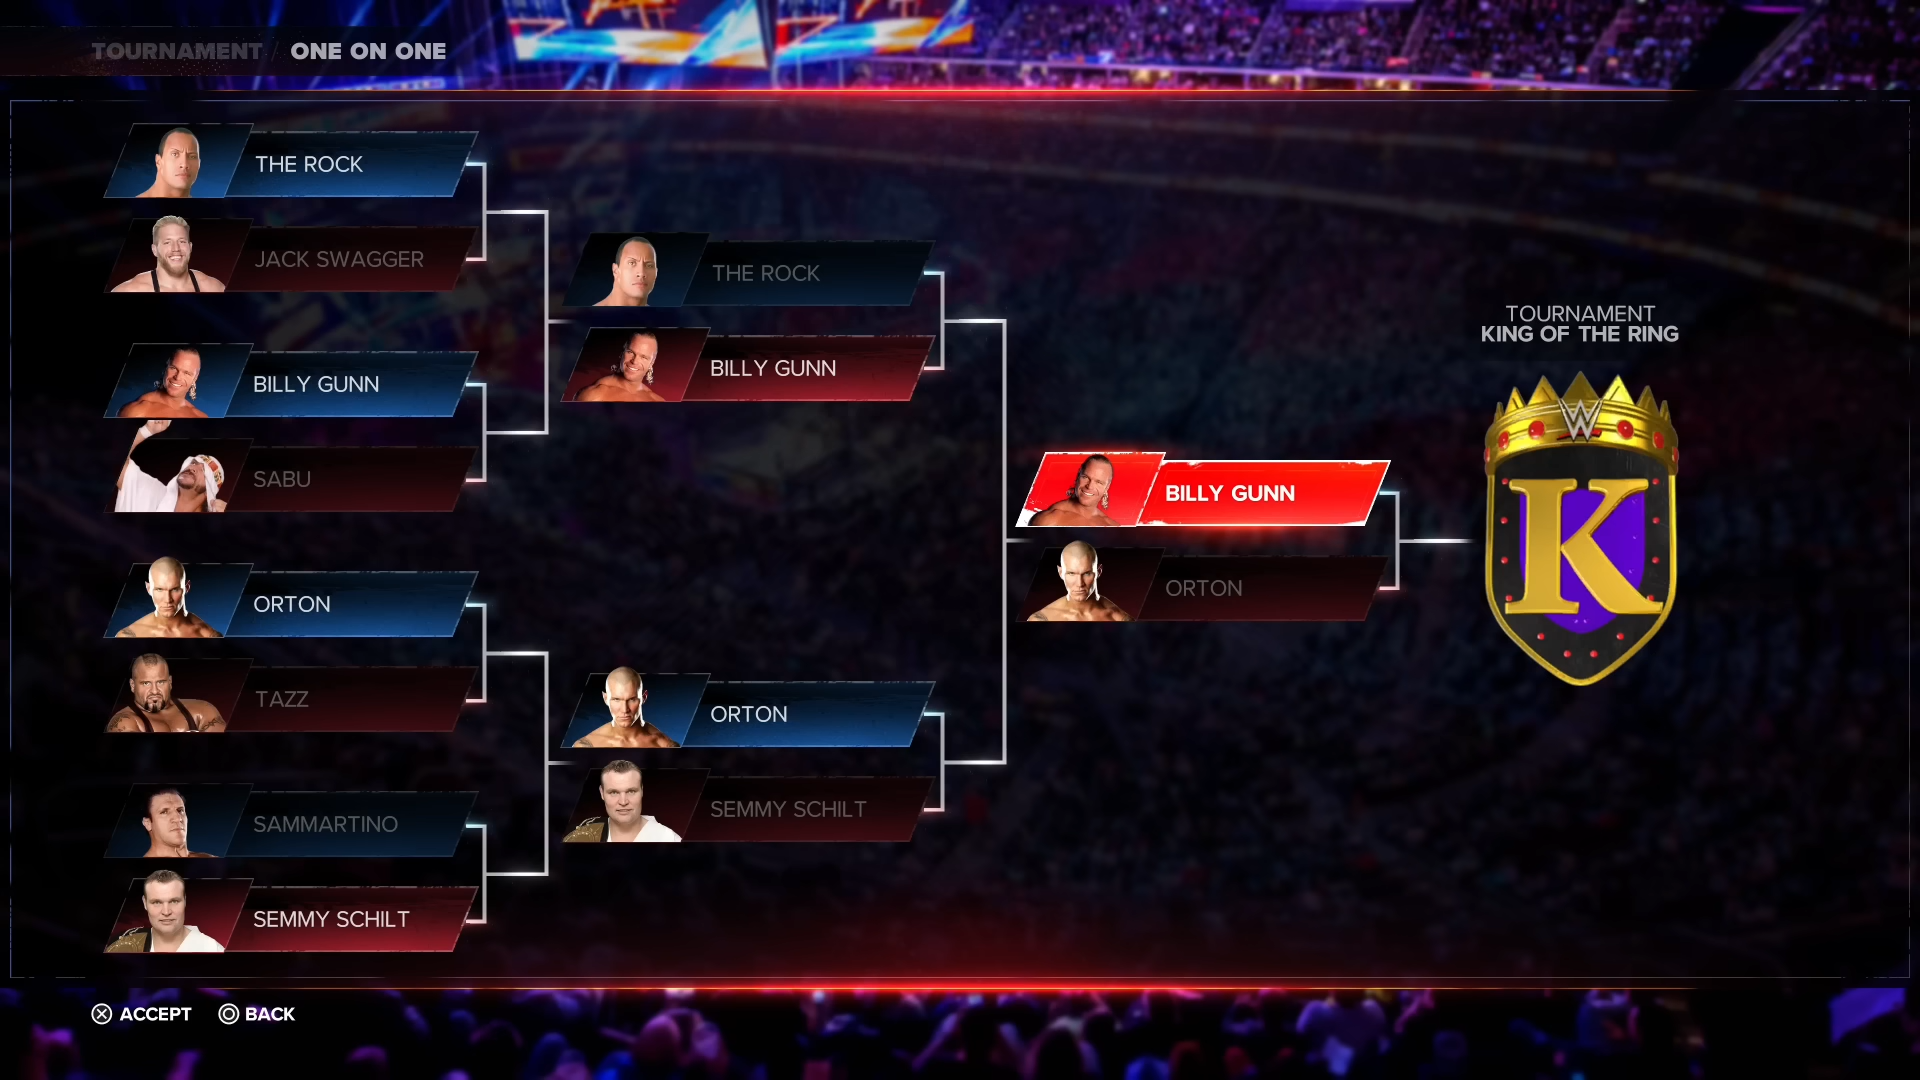 TOURNAMENT / ONE ON ONE
THE ROCK
JACK SWAGGER
BILLY GUNN
SABU
ORTON
TAZZ
SAMMARTINO
SEMMY SCHILT
THE ROCK
BILLY GUNN
ORTON
SEMMY SCHILT
BILLY GUNN
ORTON
TOURNAMENT
KING OF THE RING
W
K
ACCEPT BACK